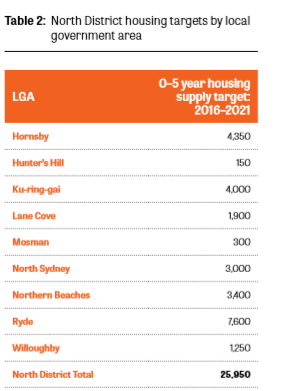 Table 2: North District housing targets by local
government area
LGA
0-5 year housing
supply target:
2016-2021
Hornsby 4,350
Hunter's Hill 150
Ku-ring-gai 4,000
Lane Cove 1,900
Mosman 300
North Sydney 3,000
Northern Beaches 3,400
Ryde 7,600
Willoughby 1,250
North District Total 25,950